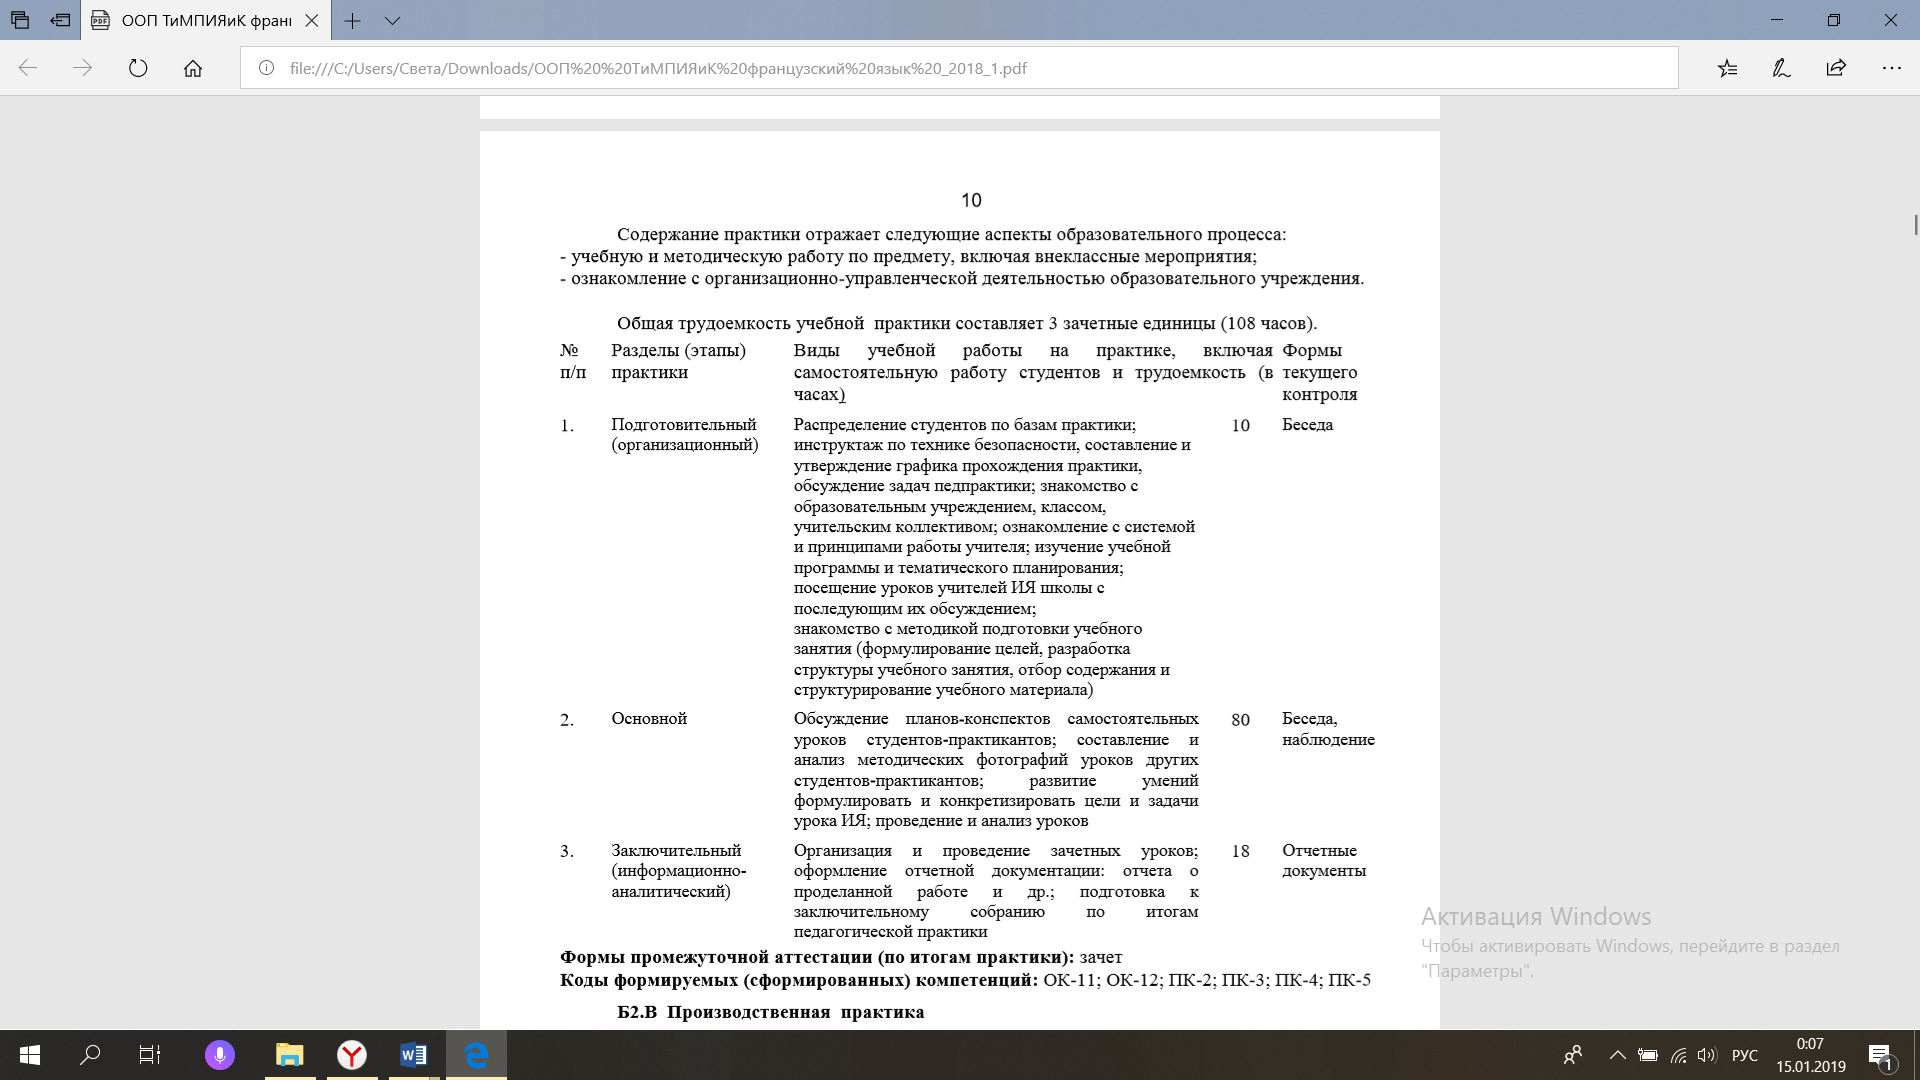 ООП ТиМПИЯиК фран
file:///C:/Users/Света/Downloads/ООП%20%20ТиМПИЯиК%20французский%20язык%20_2018_1.pdf
10
Содержание практики отражает следующие аспекты образовательного процесса:
- учебную и методическую работу по предмету, включая внеклассные мероприятия;
- ознакомление с организационно-управленческой деятельностью образовательного учреждения.
Общая трудоемкость учебной практики составляет 3 зачетные единицы (108 часов).
№ Разделы (этапы) Виды учебной работы на практике, включая Формы
п/п практики самостоятельную работу студентов и трудоемкость (в текущего
часах) контроля
1. Подготовительный Распределение студентов по базам практики; 10 Беседа
(организационный) инструктаж по технике безопасности, составление и
утверждение графика прохождения практики,
обсуждение задач педпрактики; знакомство с
образовательным учреждением, классом,
учительским коллективом; ознакомление с системой
и принципами работы учителя; изучение учебной
программы и тематического планирования;
посещение уроков учителей ИЯ школы с
последующим их обсуждением;
знакомство с методикой подготовки учебного
занятия (формулирование целей, разработка
структуры учебного занятия, отбор содержания и
структурирование учебного материала)
2. Основной Обсуждение планов-конспектов самостоятельных 80 Беседа,
уроков студентов-практикантов; составление и наблюдение
анализ методических фотографий уроков других
студентов-практикантов; развитие умений
формулировать и конкретизировать цели и задачи
урока ИЯ; проведение и анализ уроков
3. Заключительный Организация и проведение зачетных уроков; 18 Отчетные
(информационно- оформление отчетной документации: отчета о документы
аналитический) проделанной работе и др.; подготовка к
заключительному собранию по итогам
педагогической практики
Формы промежуточной аттестации (по итогам практики): зачет
Коды формируемых (сформированных) компетенций: ОК-11; ОК-12; ПК-2; ПК-3; ПК-4; ПК-5
Б2.В Производственная практика
Активация Windows
Чтобы активировать Windows, перейдите в раздел
"Параметры".
РУС
0:07
15.01.2019
1